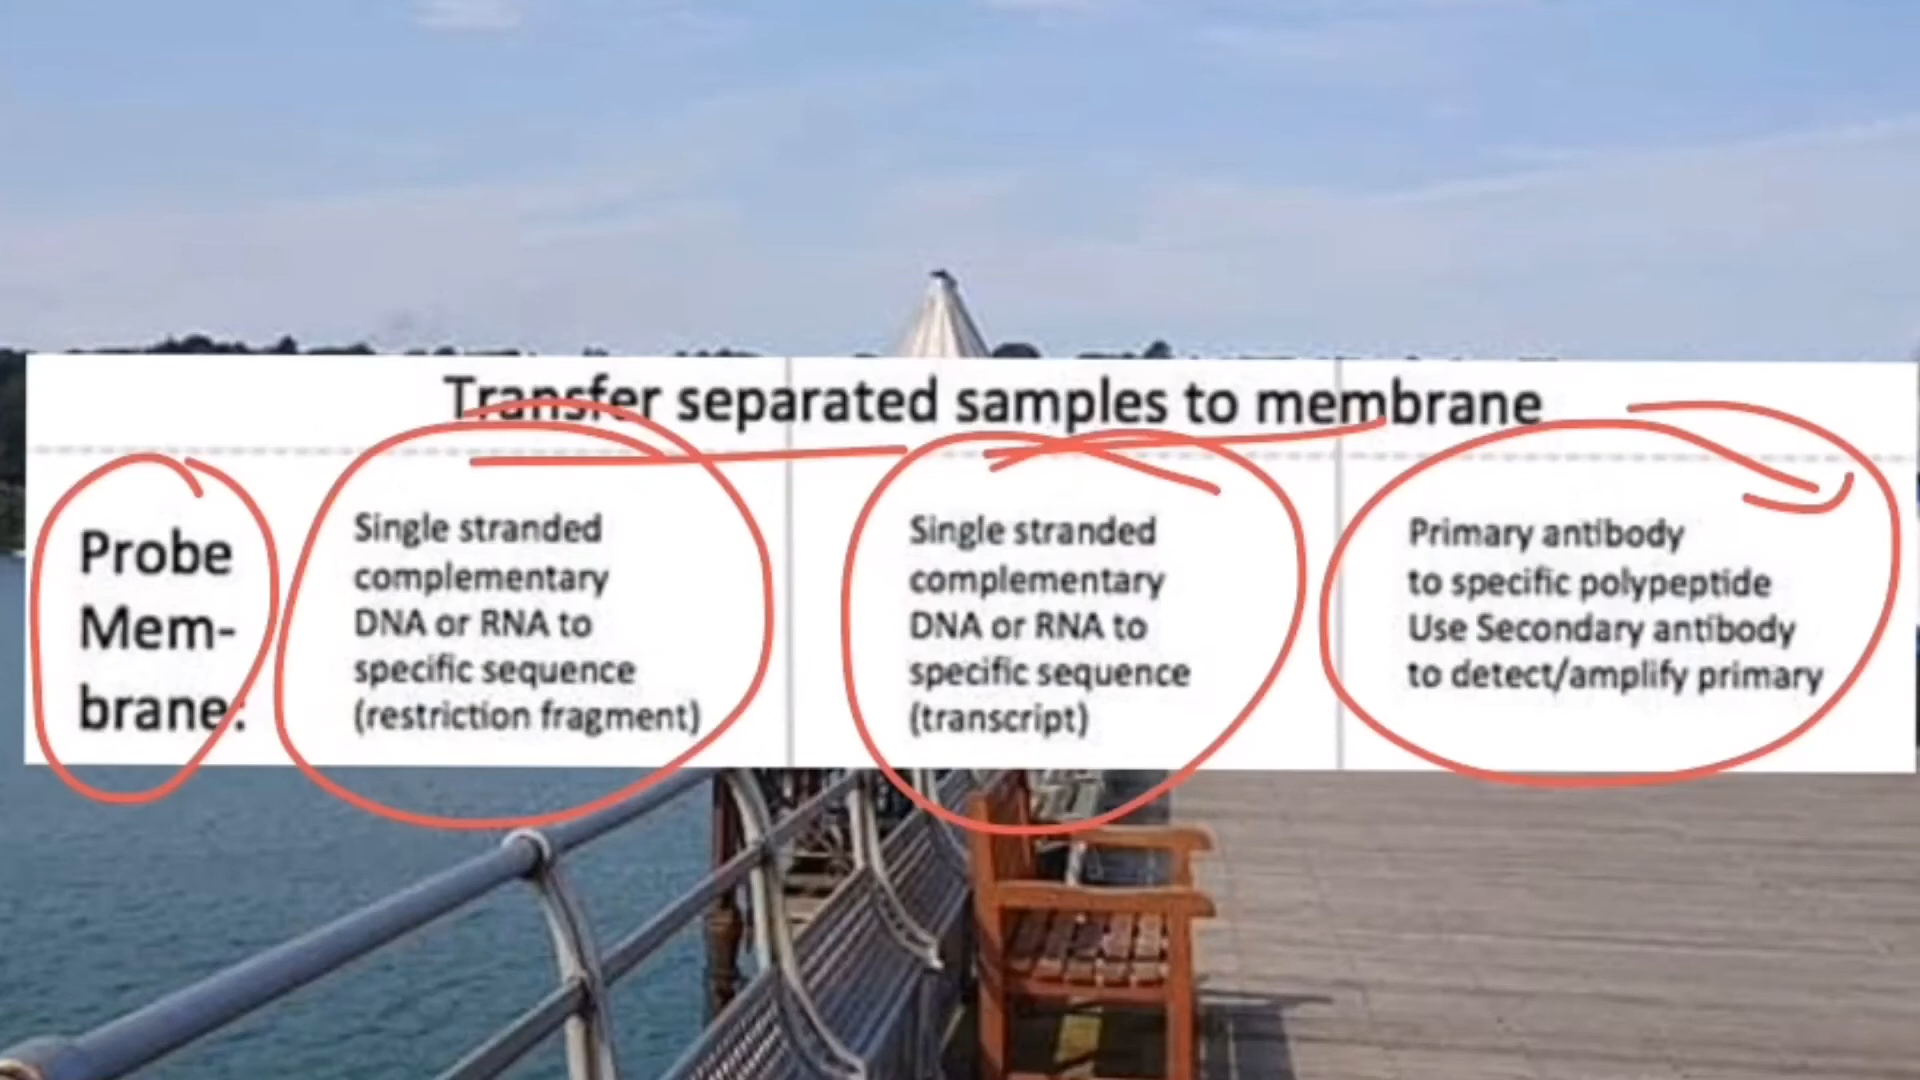 Transfer separated samples to membrane
Probe
Mem-
brane:
Single stranded
complementary
DNA or RNA to
specific sequence
(restriction fragment)
Single stranded
complementary
DNA or RNA to
specific sequence
(transcript)
Primary antibody
to specific polypeptide
Use Secondary antibody
to detect/amplify primary